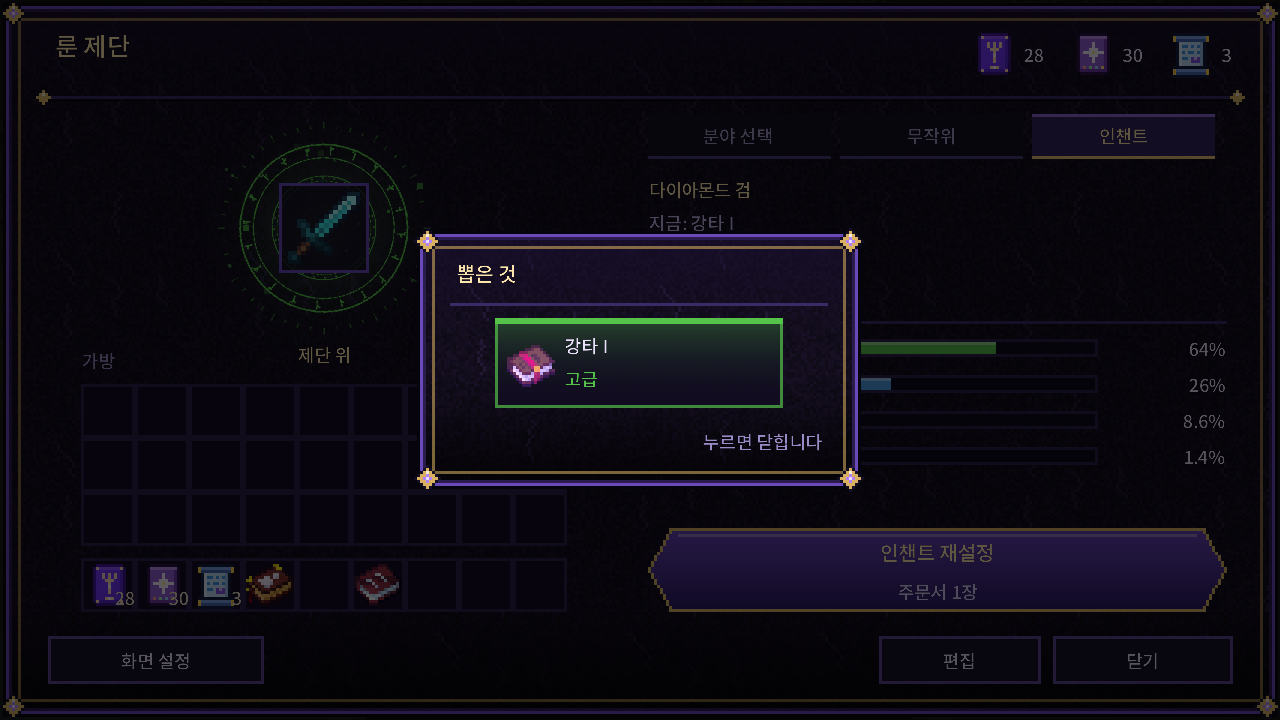 룬 제단
28
30
3
분야 선택
무작위
인챈트
다이아몬드 검
지금: 강타 I
뽑은 것
강타 I
고급
누르면 닫힙니다
제단 위
가방
64%
26%
8.6%
1.4%
28
30
3
인챈트 재설정
주문서 1장
화면 설정
편집
닫기